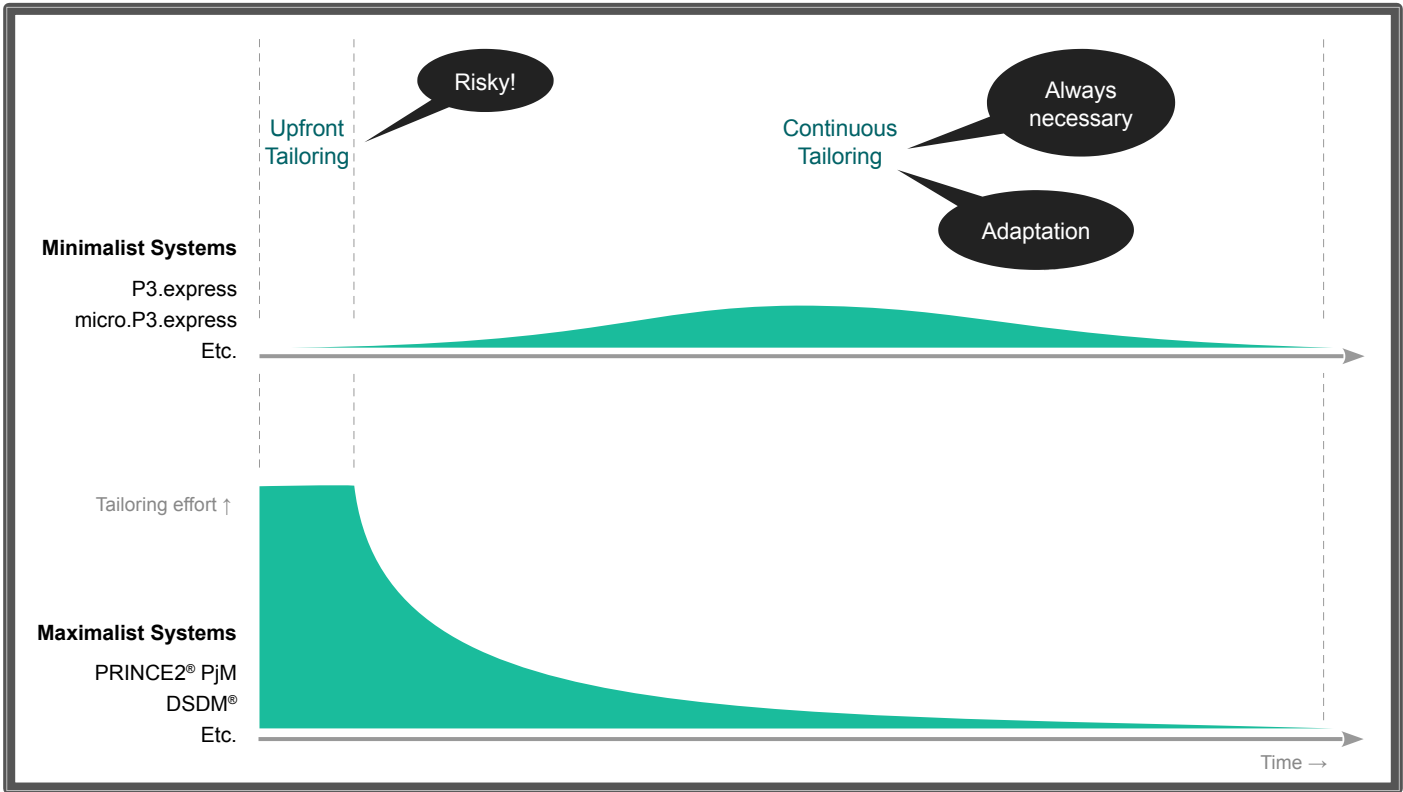 Risky!
Always
necessary
Upfront
Tailoring
Continuous
Tailoring
Adaptation
Minimalist Systems
P3.express
micro.P3.express
Etc.
Tailoring effort ↑
Maximalist Systems
PRINCE2® PjM
DSDM®
Etc.
Time →